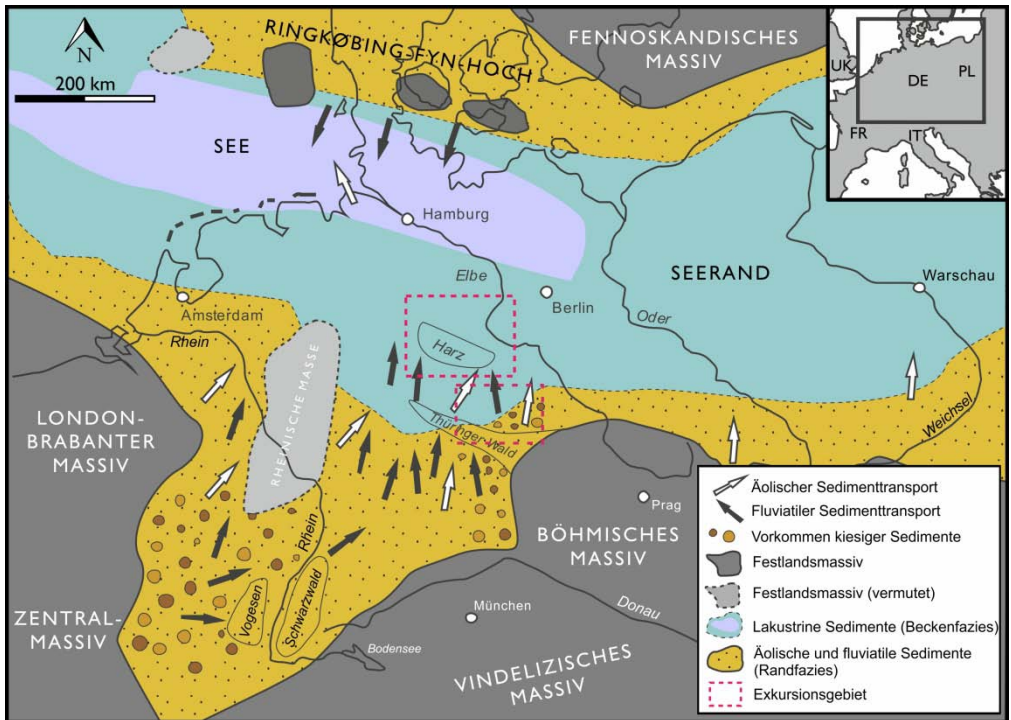 N
200 km
RINGKØBING-FYN-HOCH
FENNOSKANDISCHES
MASSIV
UK
DE
PL
FR
IT
SEE
Hamburg
SEERAND
Elbe
Berlin
Warschau
Amsterdam
Rhein
Oder
Harz
RHEINISCHE MASSE
LONDON-
BRABANTER
MASSIV
Thüringer Wald
Weichsel
Rhein
Prag
BÖHMISCHES
MASSIV
ZENTRAL-
MASSIV
Vogesen
Schwarzwald
München
Donau
Bodensee
VINDELIZISCHES
MASSIV
Äolischer Sedimenttransport
Fluviatiler Sedimenttransport
Vorkommen kiesiger Sedimente
Festlandsmassiv
Festlandsmassiv (vermutet)
Lakustrine Sedimente (Beckenfazies)
Äolische und fluviatile Sedimente
(Randfazies)
Exkursionsgebiet